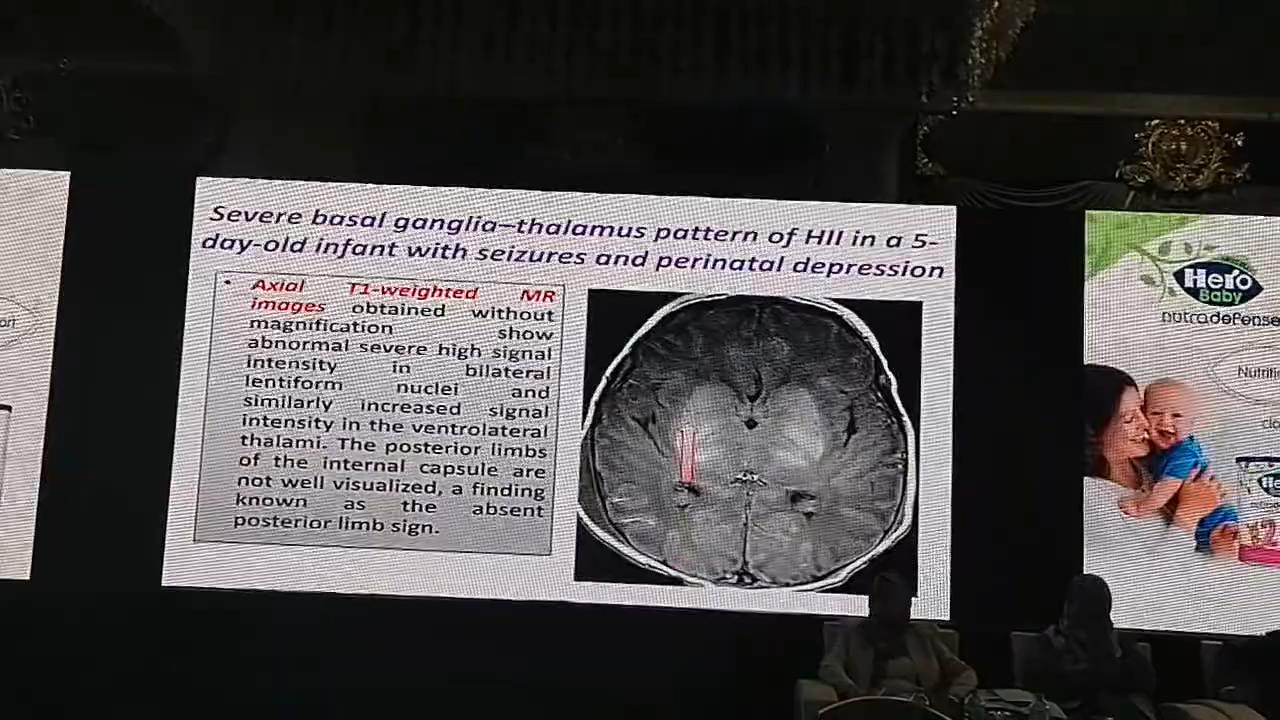 Severe basal ganglia–thalamus pattern of HII in a 5-
day-old infant with seizures and perinatal depression
• Axial T1-weighted MR
images obtained without
magnification show
abnormal severe high signal
intensity in bilateral
lentiform nuclei and
similarly increased signal
intensity in the ventrolateral
thalami. The posterior limbs
of the internal capsule are
not well visualized, a finding
known as the absent
posterior limb sign.
Hero
Baby
nutradefense